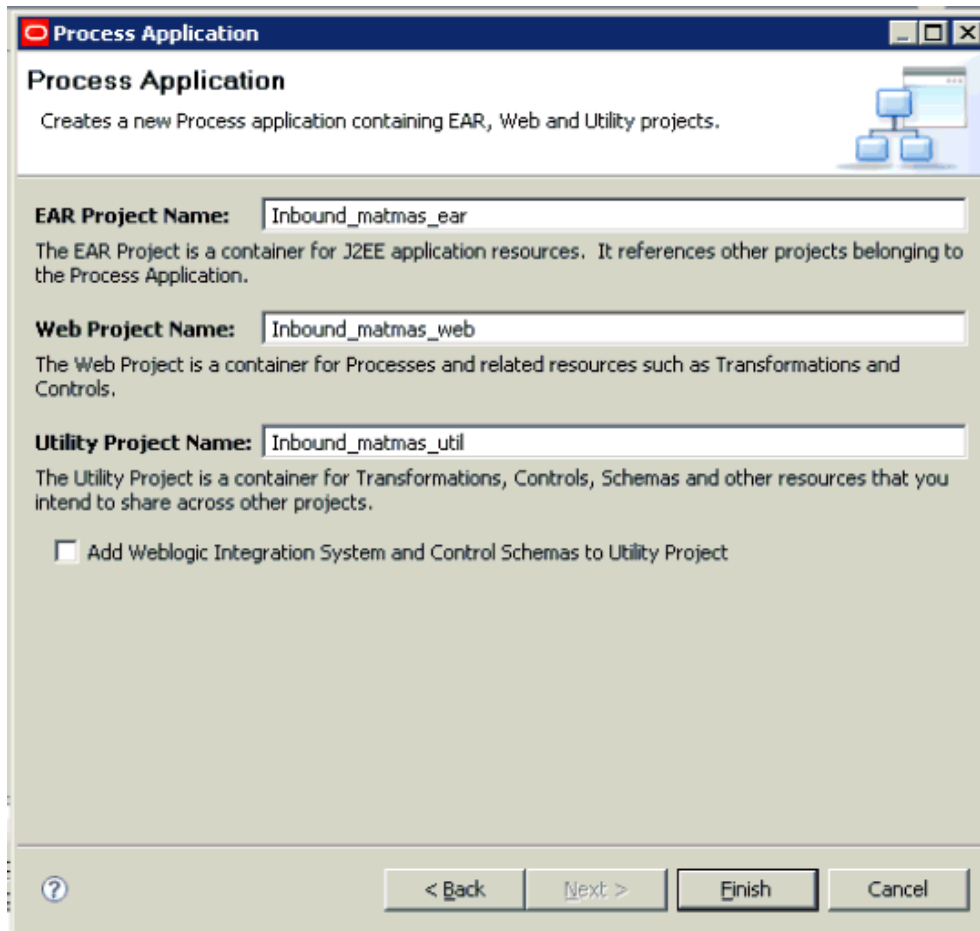 Process Application
Process Application
Creates a new Process application containing EAR, Web and Utility projects.
EAR Project Name: Inbound_matmas_ear
The EAR Project is a container for J2EE application resources. It references other projects belonging to
the Process Application.
Web Project Name: Inbound_matmas_web
The Web Project is a container for Processes and related resources such as Transformations and
Controls.
Utility Project Name: Inbound_matmas_util
The Utility Project is a container for Transformations, Controls, Schemas and other resources that you
intend to share across other projects.
Add Weblogic Integration System and Control Schemas to Utility Project
? < Back Next > Finish Cancel